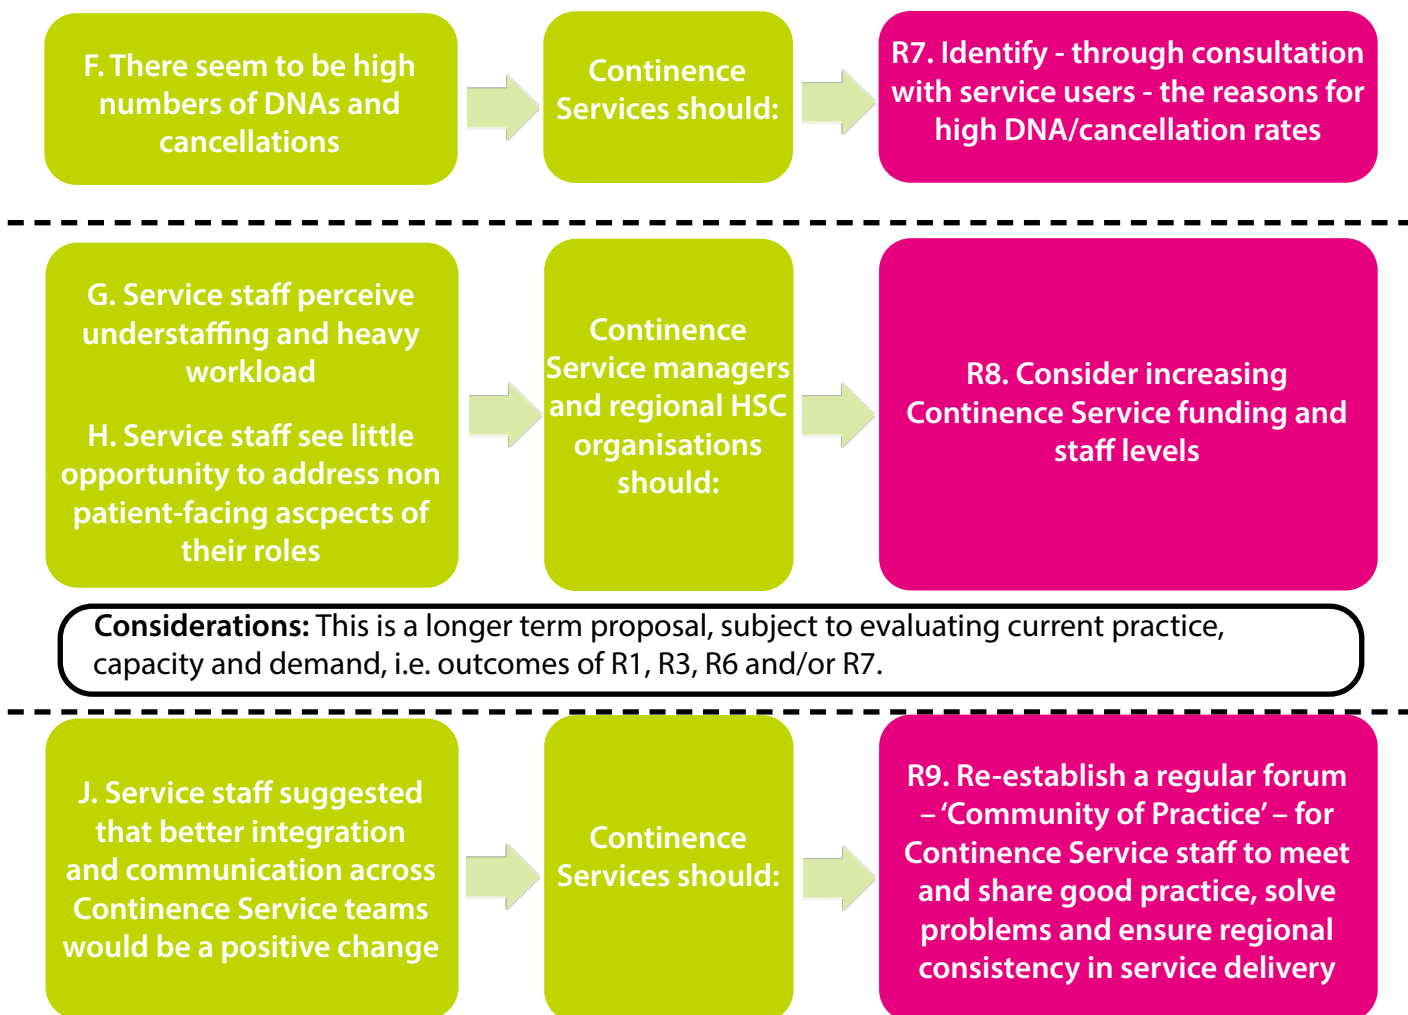 F. There seem to be high
numbers of DNAs and
cancellations
Continence
Services should:
R7. Identify - through consultation
with service users - the reasons for
high DNA/cancellation rates
G. Service staff perceive
understaffing and heavy
workload
H. Service staff see little
opportunity to address non
patient-facing ascpects of
their roles
Continence
Service managers
and regional HSC
organisations
should:
R8. Consider increasing
Continence Service funding and
staff levels
Considerations: This is a longer term proposal, subject to evaluating current practice,
capacity and demand, i.e. outcomes of R1, R3, R6 and/or R7.
J. Service staff suggested
that better integration
and communication across
Continence Service teams
would be a positive change
Continence
Services should:
R9. Re-establish a regular forum
– ‘Community of Practice’ – for
Continence Service staff to meet
and share good practice, solve
problems and ensure regional
consistency in service delivery